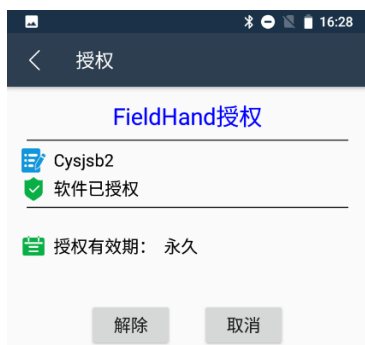 16:28
授权
FieldHand授权
Cysjsb2
软件已授权
授权有效期： 永久
解除 取消